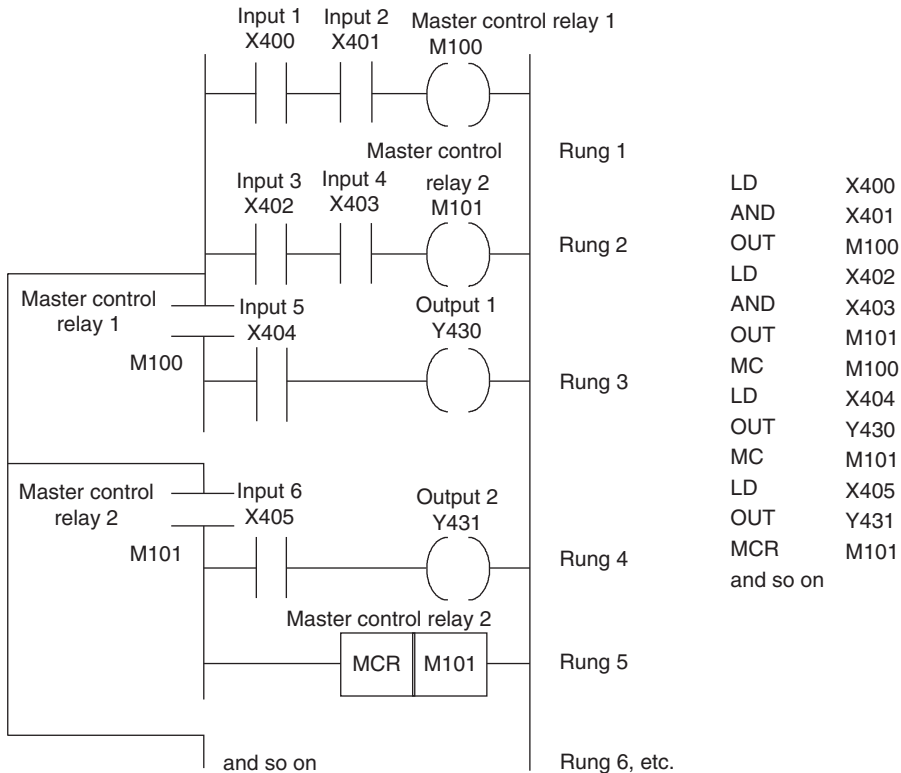 Input 1 Input 2 Master control relay 1
X400 X401 M100
Rung 1
Master control
relay 2
Input 3 Input 4
X402 X403 M101
Rung 2
Master control
relay 1
M100
Input 5
X404
Output 1
Y430
Rung 3
Master control
relay 2
M101
Input 6
X405
Output 2
Y431
Rung 4
Master control relay 2
MCR M101
Rung 5
and so on
Rung 6, etc.
LD X400
AND X401
OUT M100
LD X402
AND X403
OUT M101
MC M100
LD X404
OUT Y430
MC M101
LD X405
OUT Y431
MCR M101
and so on